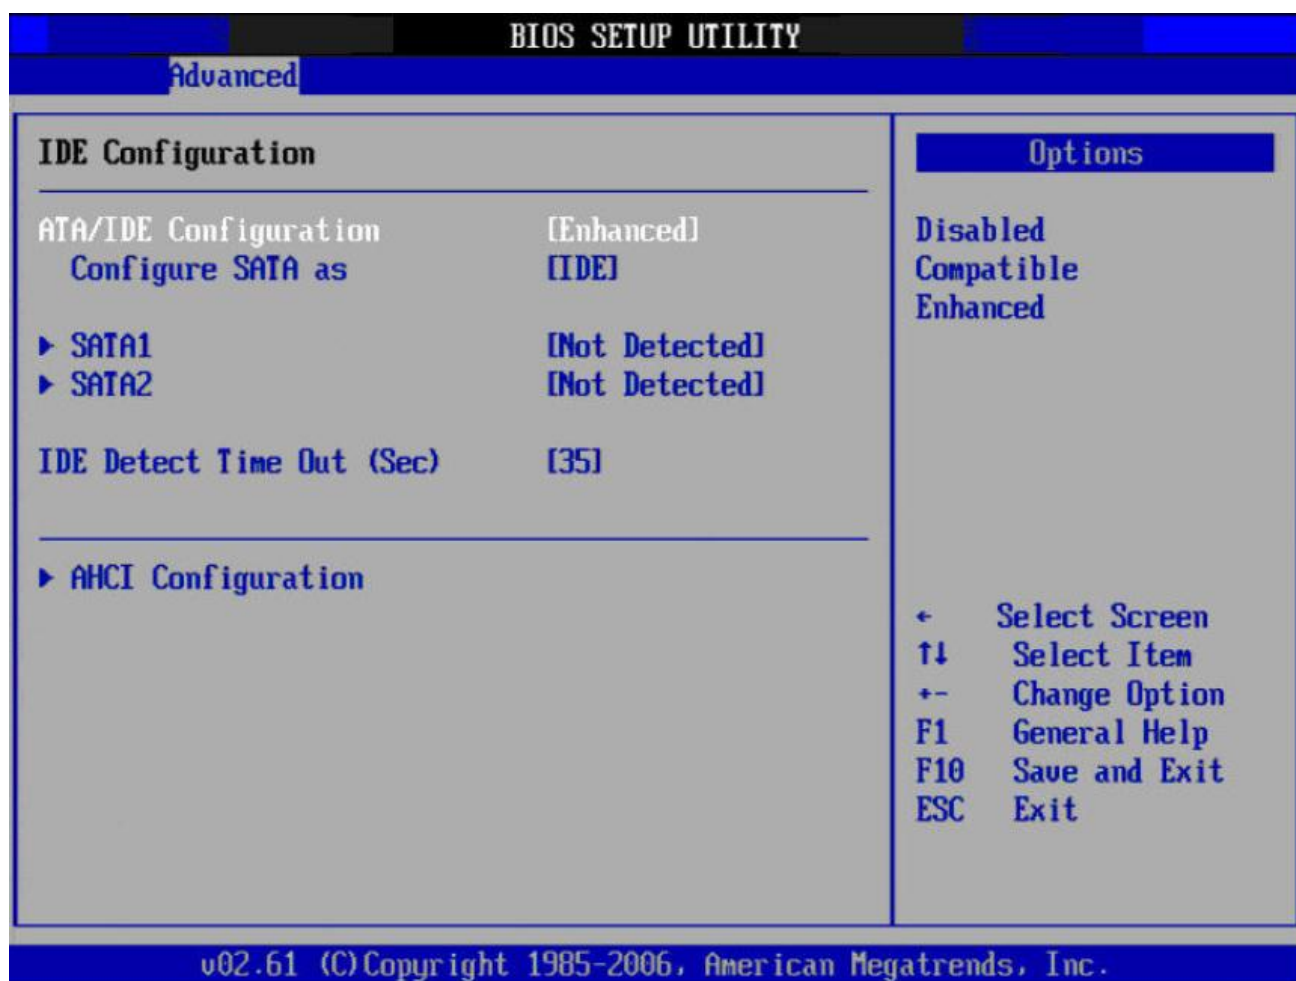 BIOS SETUP UTILITY
Advanced
IDE Configuration
ATA/IDE Configuration [Enhanced]
Configure SATA as [IDE]
▶ SATA1 [Not Detected]
▶ SATA2 [Not Detected]
IDE Detect Time Out (Sec) [35]
▶ AHCI Configuration
Options
Disabled
Compatible
Enhanced
← Select Screen
↑↓ Select Item
+- Change Option
F1 General Help
F10 Save and Exit
ESC Exit
v02.61 (C)Copyright 1985-2006, American Megatrends, Inc.